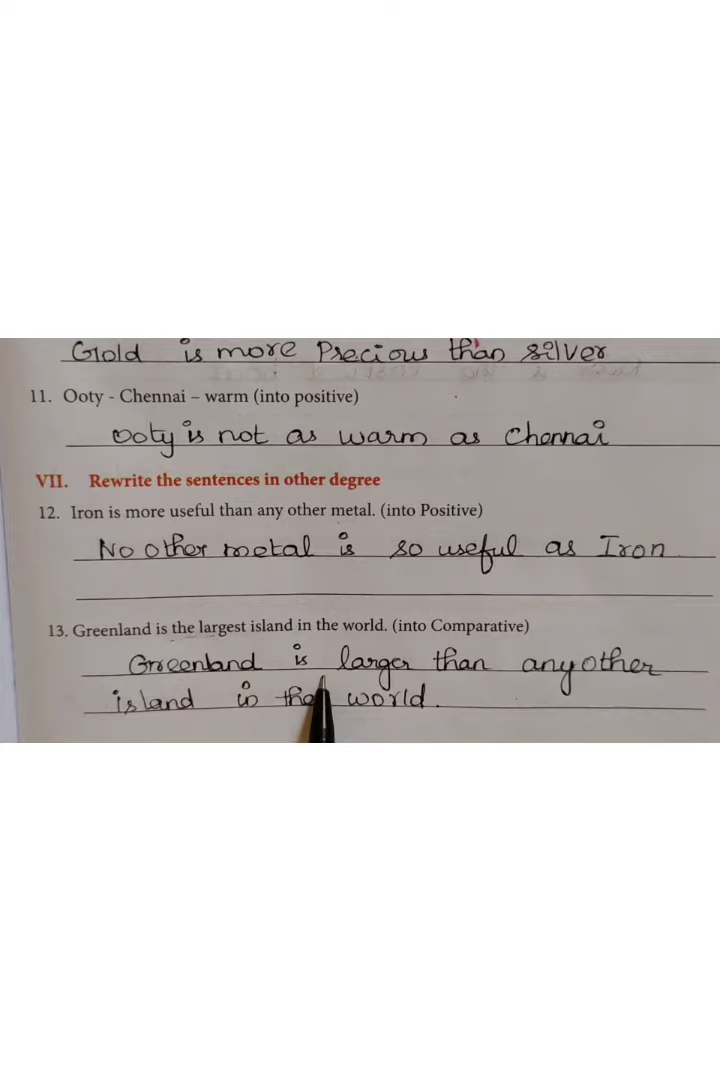 Gold is more Precious than silver
11. Ooty - Chennai – warm (into positive)
Ooty is not as warm as Chennai
VII. Rewrite the sentences in other degree
12. Iron is more useful than any other metal. (into Positive)
No other metal is so useful as Iron
13. Greenland is the largest island in the world. (into Comparative)
Greenland is larger than any other
island in the world.